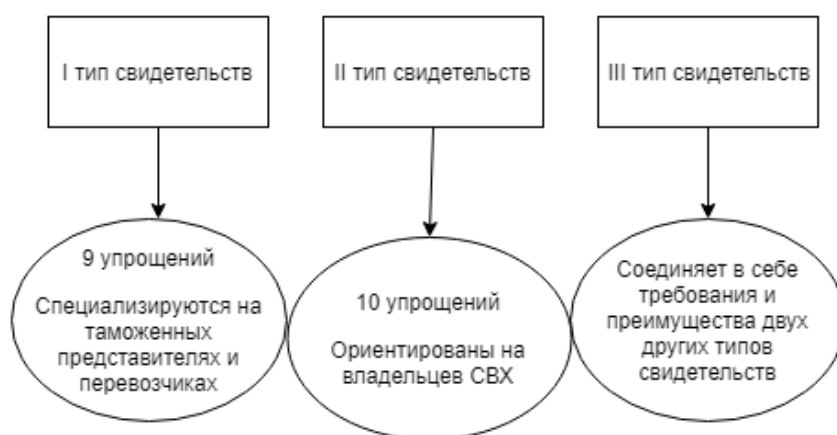 I тип свидетельств
II тип свидетельств
III тип свидетельств
9 упрощений
Специализируются на
таможенных
представителях и
перевозчиках
10 упрощений
Ориентированы на
владельцев СВХ
Соединяет в себе
требования и
преимущества двух
других типов
свидетельств